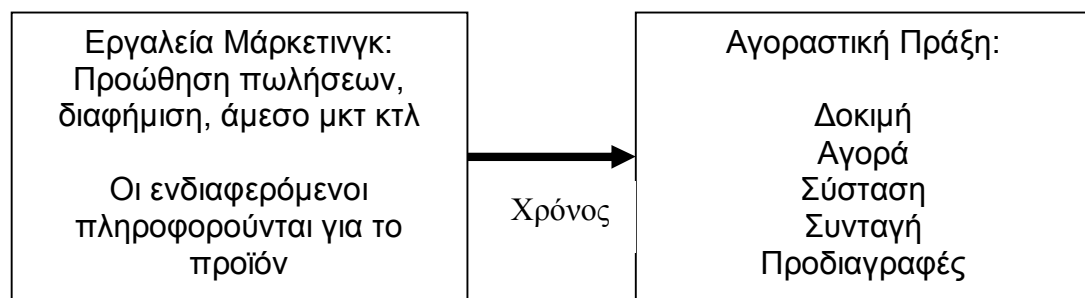 Εργαλεία Μάρκετινγκ:
Προώθηση πωλήσεων,
διαφήμιση, άμεσο μκτ κτλ
Οι ενδιαφερόμενοι
πληροφορούνται για το
προϊόν
Χρόνος
Αγοραστική Πράξη:
Δοκιμή
Αγορά
Σύσταση
Συνταγή
Προδιαγραφές